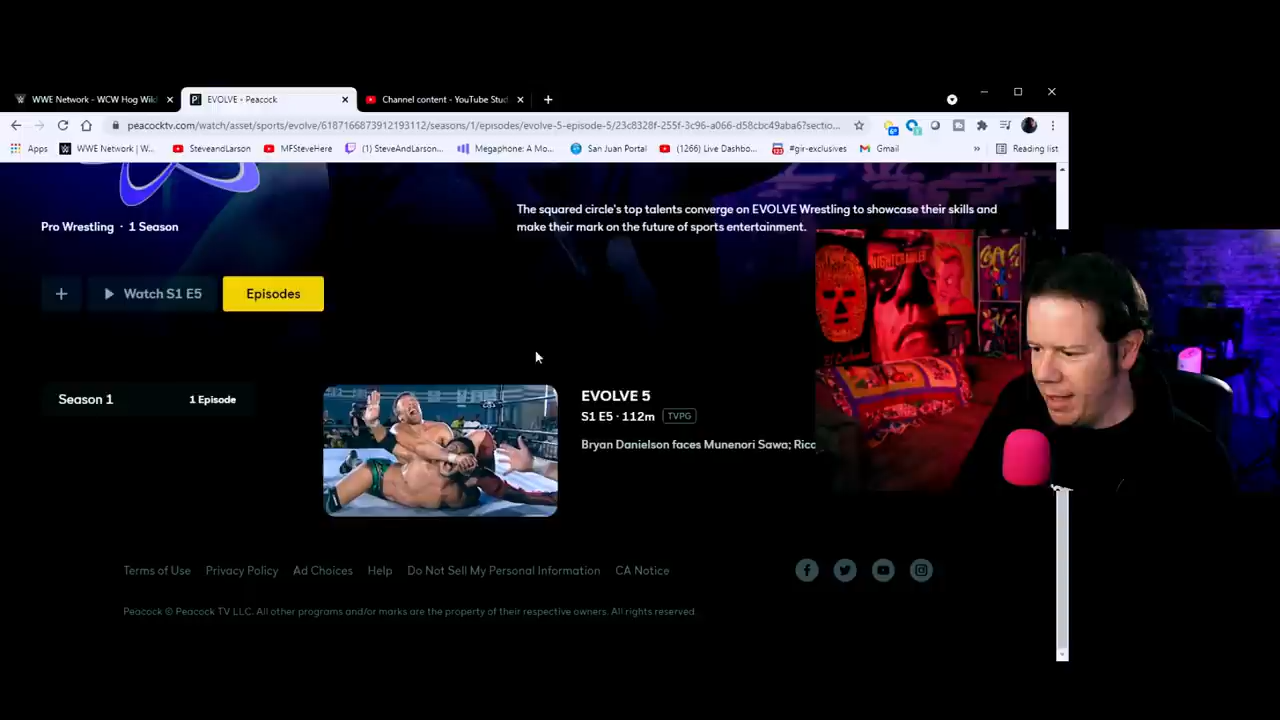 WWE Network - WCW Hog Wild
EVOLVE - Peacock
Channel content - YouTube Stud
peacocktv.com/watch/asset/sports/evolve/6187166873912193112/seasons/1/episodes/evolve-5-episode-5/23c8328f-255f-3c96-a066-d58cbc49aba6?sectio...
Apps WWE Network | W... SteveandLarson MFSteveHere (1) SteveAndLarson... Megaphone: A Mo... San Juan Portal (1266) Live Dashbo... #gir-exclusives Gmail » Reading list
The squared circle's top talents converge on EVOLVE Wrestling to showcase their skills and
make their mark on the future of sports entertainment.
Pro Wrestling · 1 Season
Watch S1 E5
Episodes
Season 1 1 Episode
EVOLVE 5
S1 E5 · 112m TVPG
Bryan Danielson faces Munenori Sawa; Ricc
Terms of Use Privacy Policy Ad Choices Help Do Not Sell My Personal Information CA Notice
Peacock © Peacock TV LLC. All other programs and/or marks are the property of their respective owners. All rights reserved.
NIGHTCRAWLER